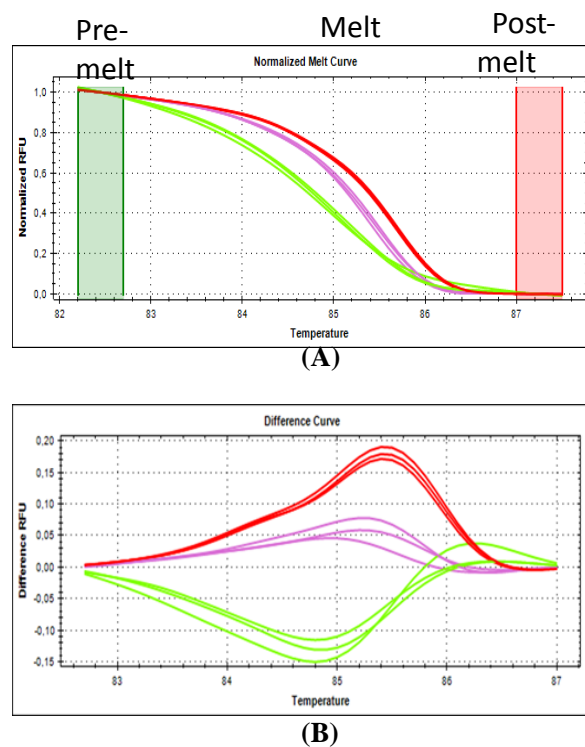 Pre-
melt
Melt
Post-
melt
Normalized Melt Curve
Normalized RFU
1,0
0,8
0,6
0,4
0,2
0,0
82
83
84
85
86
87
Temperature
(A)
Difference Curve
Difference RFU
0,20
0,15
0,10
0,05
0,00
-0,05
-0,10
-0,15
83
84
85
86
87
Temperature
(B)